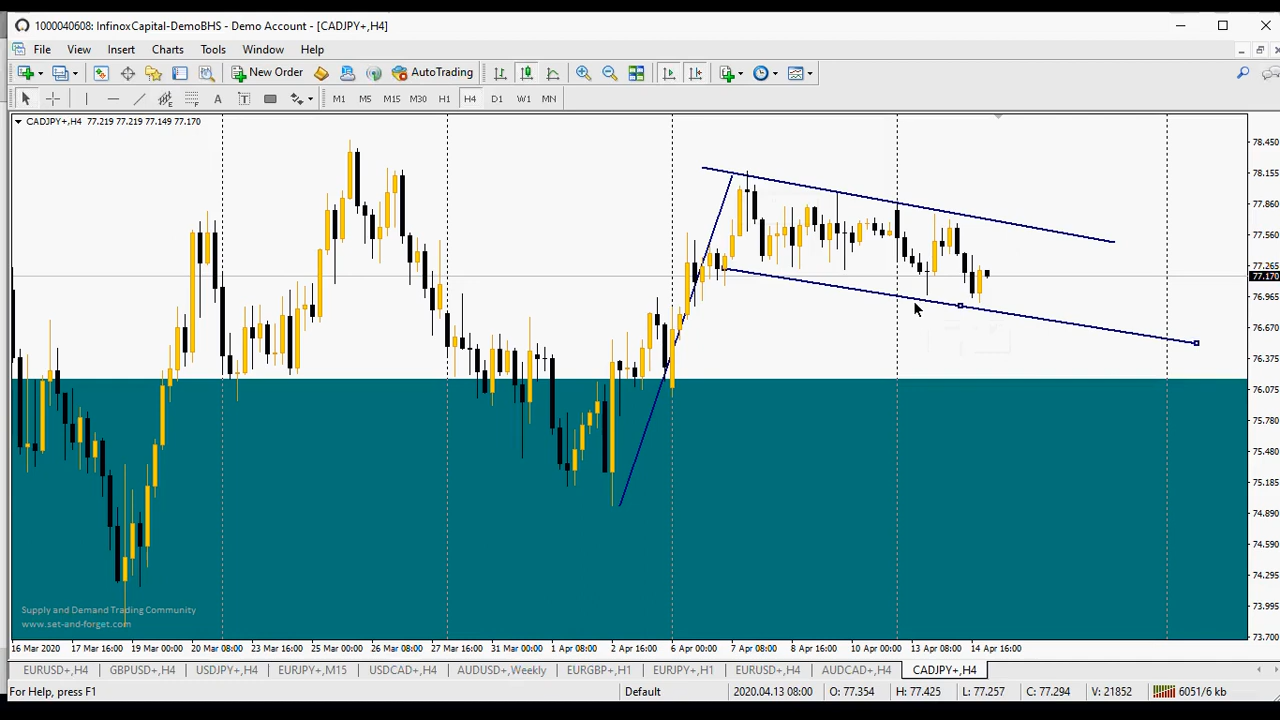 1000040608: InfinoxCapital-DemoBHS - Demo Account - [CADJPY+,H4]
File View Insert Charts Tools Window Help
New Order AutoTrading
A T M1 M5 M15 M30 H1 H4 D1 W1 MN
CADJPY+,H4 77.219 77.219 77.149 77.170
78.450
78.155
77.860
77.560
77.265
77.170
76.965
76.670
76.375
76.075
75.780
75.480
75.185
74.890
74.590
74.295
73.995
73.700
Supply and Demand Trading Community
www.set-and-forget.com
16 Mar 2020 17 Mar 16:00 19 Mar 00:00 20 Mar 08:00 23 Mar 16:00 25 Mar 00:00 26 Mar 08:00 27 Mar 16:00 31 Mar 00:00 1 Apr 08:00 2 Apr 16:00 6 Apr 00:00 7 Apr 08:00 8 Apr 16:00 10 Apr 00:00 13 Apr 08:00 14 Apr 16:00
EURUSD+,H4 GBPUSD+,H4 USDJPY+,H4 EURJPY+,M15 USDCAD+,H4 AUDUSD+,Weekly EURGBP+,H1 EURJPY+,H1 EURUSD+,H4 AUDCAD+,H4 CADJPY+,H4
For Help, press F1 Default 2020.04.13 08:00 O: 77.354 H: 77.425 L: 77.257 C: 77.294 V: 21852 6051/6 kb